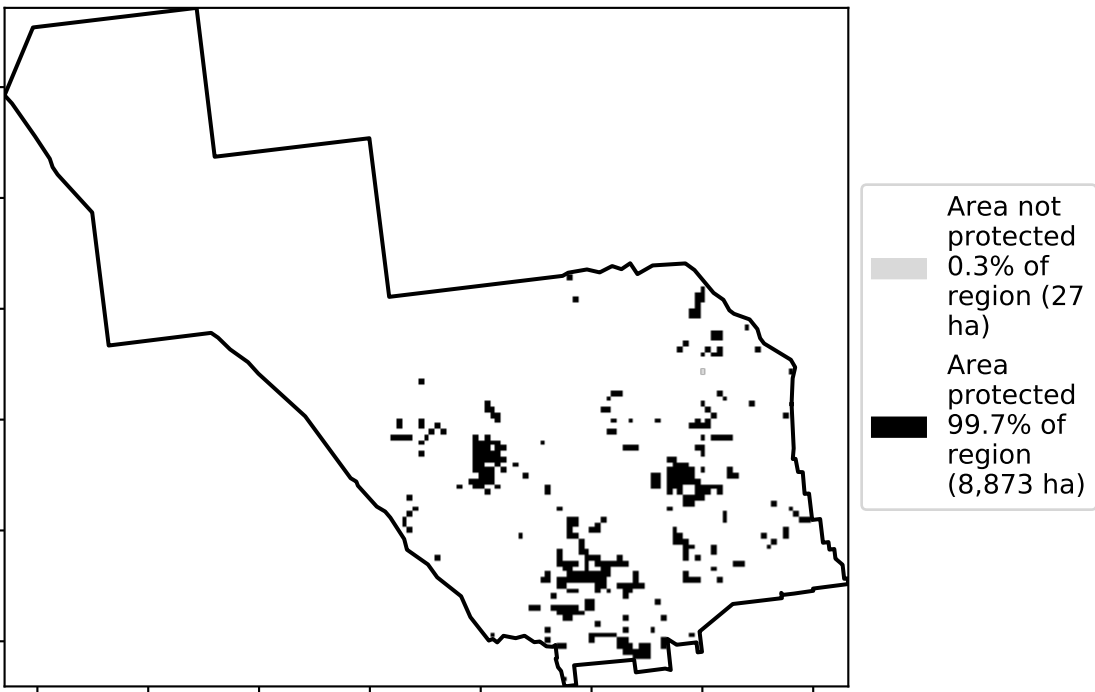 Area not
protected
0.3% of
region (27
ha)
Area
protected
99.7% of
region
(8,873 ha)